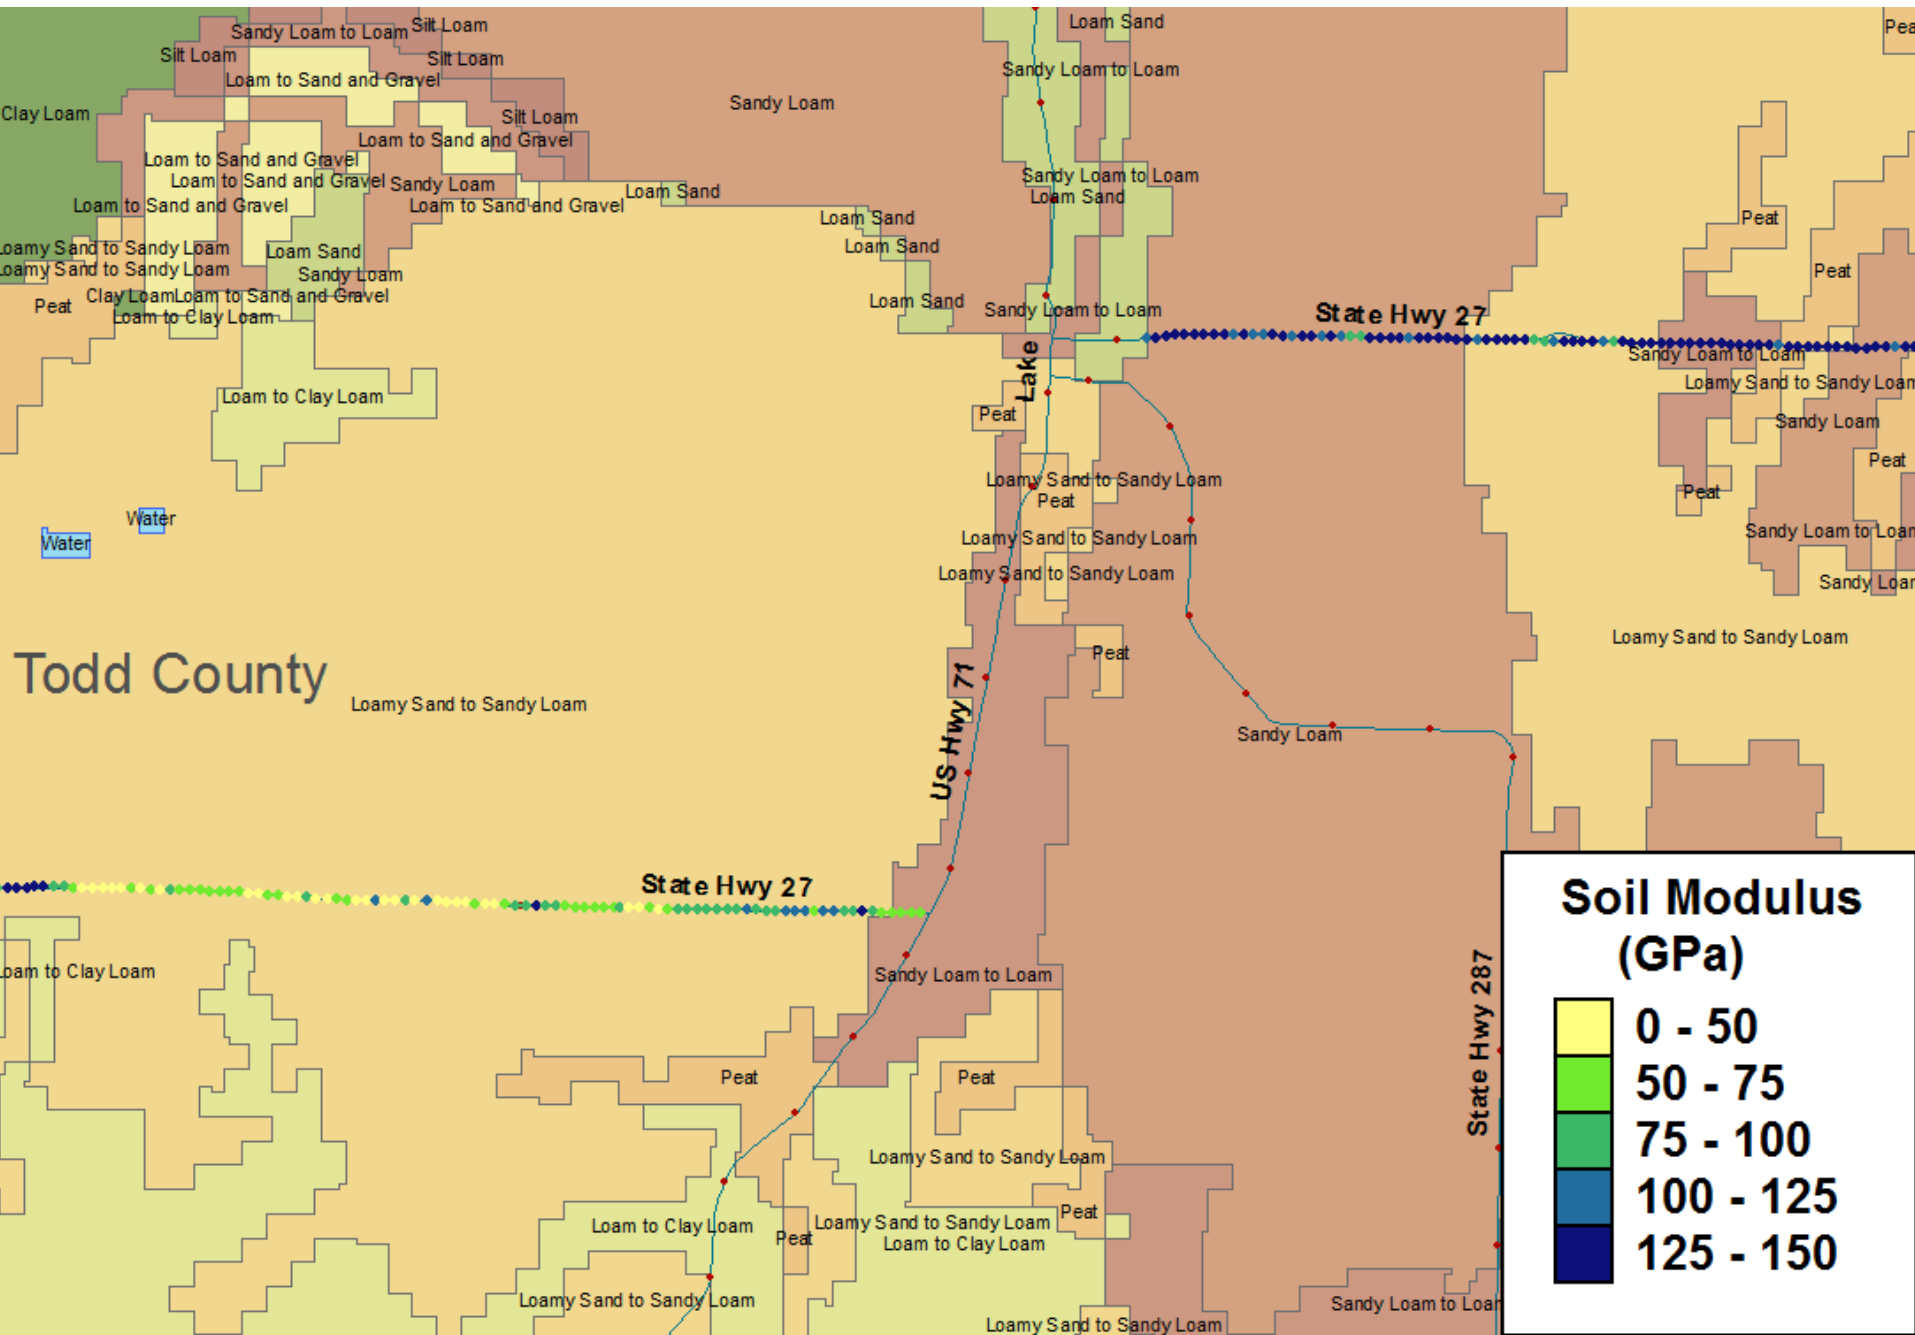 Loam Sand
Silt Loam
Pea
Sandy Loam to Loam
Silt Loam
Silt Loam
Sandy Loam to Loam
Loam to Sand and Gravel
Sandy Loam
Clay Loam
Silt Loam
Loam to Sand and Gravel
Loam to Sand and Gravel
Sandy Loam to Loam
Loam to Sand and Gravel
Sandy Loam
Loam Sand
Loam Sand
Loam to Sand and Gravel
Loam to Sand and Gravel
Loam Sand
Peat
Loamy Sand to Sandy Loam
Loam Sand
Loam Sand
Loamy Sand to Sandy Loam
Sandy Loam
Peat
Clay Loam
Loam to Sand and Gravel
Loam Sand
Peat
Sandy Loam to Loam
Loam to Clay Loam
State Hwy 27
Sandy Loam to Loam
Lake
Loamy Sand to Sandy Loam
Loam to Clay Loam
Peat
Sandy Loam
Peat
Loamy Sand to Sandy Loam
Peat
Peat
Water
Water
Loamy Sand to Sandy Loam
Sandy Loam to Loam
Loamy Sand to Sandy Loam
Sandy Loam
Loamy Sand to Sandy Loam
Peat
Todd County
Loamy Sand to Sandy Loam
US Hwy 71
Sandy Loam
State Hwy 27
Loam to Clay Loam
Sandy Loam to Loam
State Hwy 287
Peat
Peat
Loamy Sand to Sandy Loam
Peat
Loam to Clay Loam
Loamy Sand to Sandy Loam
Peat
Loam to Clay Loam
Loamy Sand to Sandy Loam
Sandy Loam to Loam
Loamy Sand to Sandy Loam
Soil Modulus
(GPa)
0 - 50
50 - 75
75 - 100
100 - 125
125 - 150